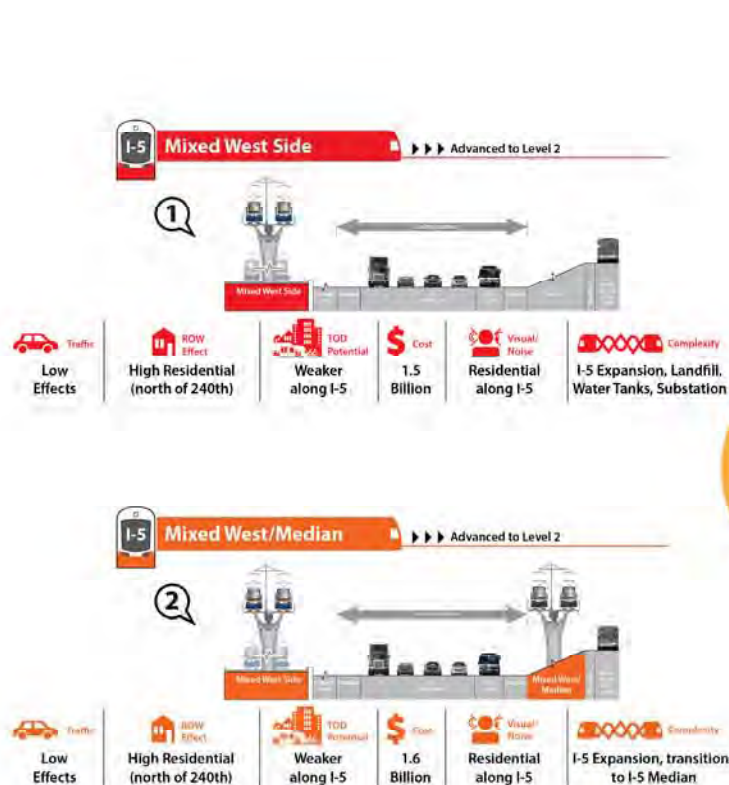 I-5 Mixed West Side
Advanced to Level 2
1
Mixed West Side
Traffic
ROW
Effect
TOD
Potential
$ Cost
Visual/
Noise
Complexity
Low
Effects
High Residential
(north of 240th)
Weaker
along I-5
1.5
Billion
Residential
along I-5
I-5 Expansion, Landfill,
Water Tanks, Substation
I-5 Mixed West/Median
Advanced to Level 2
2
Mixed West Side
Mixed West/
Median
Traffic
ROW
Effect
TOD
Potential
$ Cost
Visual/
Noise
Complexity
Low
Effects
High Residential
(north of 240th)
Weaker
along I-5
1.6
Billion
Residential
along I-5
I-5 Expansion, transition
to I-5 Median